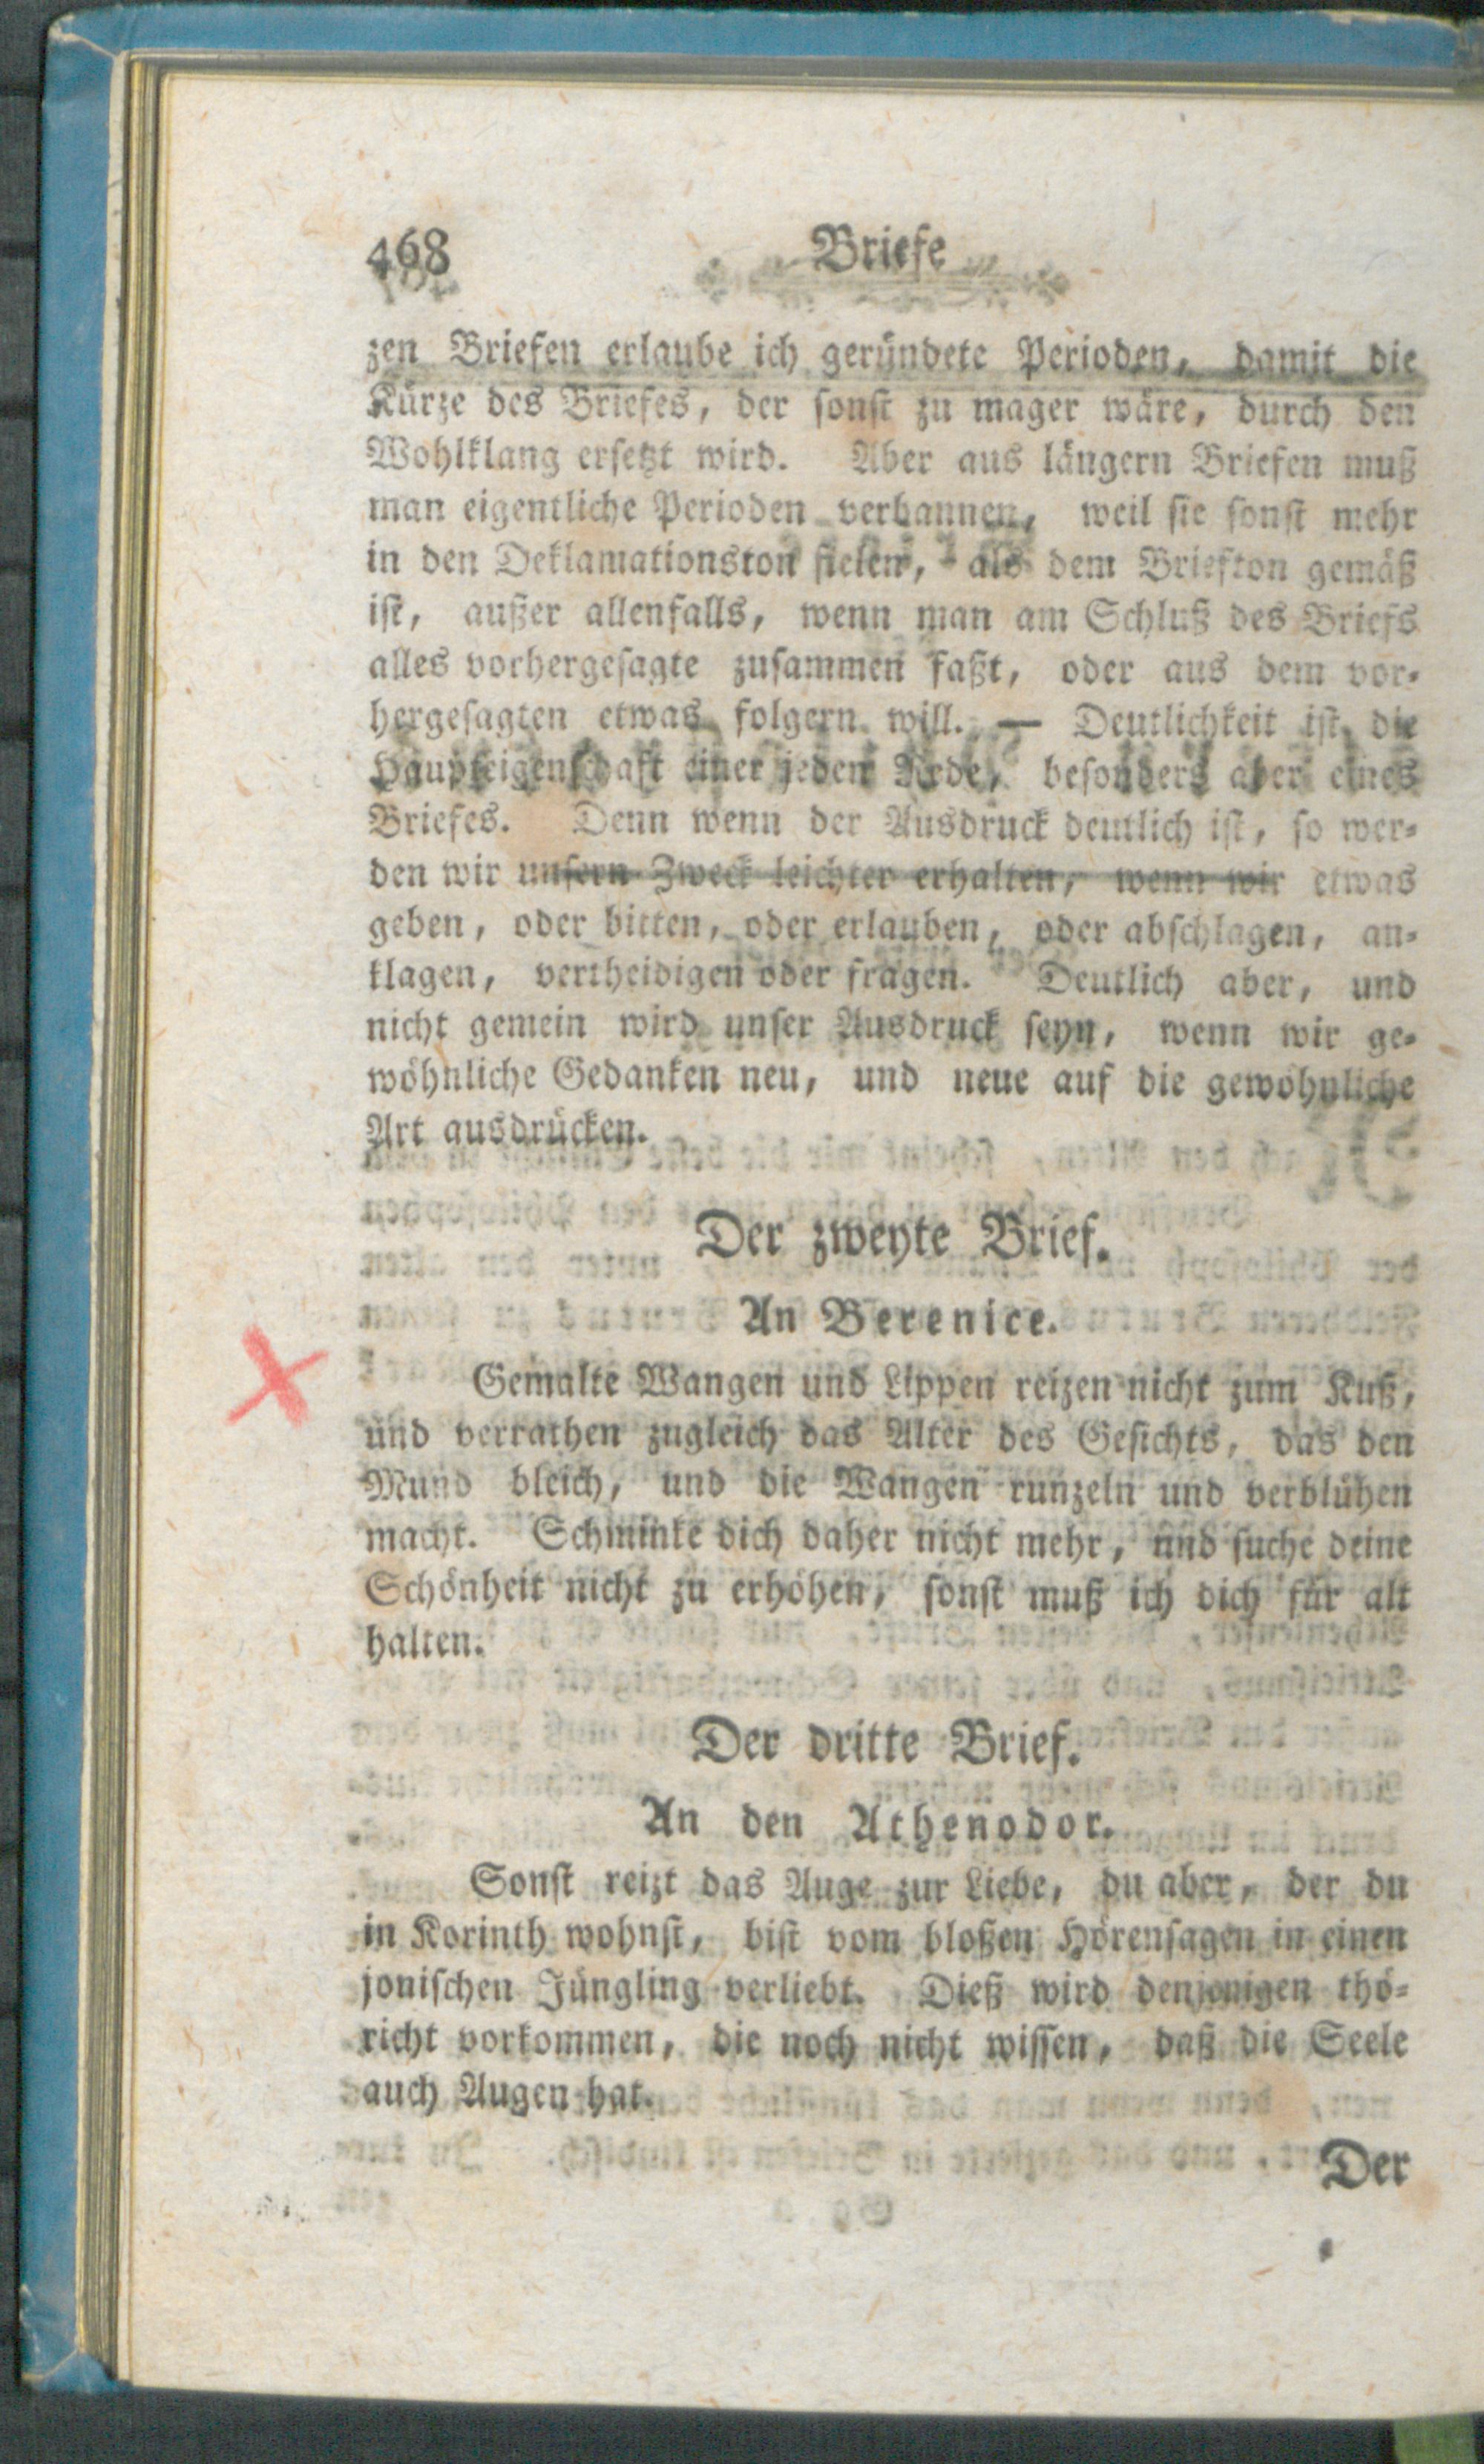 468 Briefe
zen Briefen erlaube ich geründete Perioden, damit die
Kürze des Briefes, der sonst zu mager wäre, durch den
Wohlklang ersetzt wird. Aber aus längern Briefen muß
man eigentliche Perioden verbannen, weil sie sonst mehr
in den Deklamationston fielen, als dem Briefton gemäß
ist, außer allenfalls, wenn man am Schluß des Briefs
alles vorhergesagte zusammen faßt, oder aus dem vor-
hergesagten etwas folgern will. — Deutlichkeit ist die
Haupteigenschaft einer jeden Rede, besonders aber eines
Briefes. Denn wenn der Ausdruck deutlich ist, so wer-
den wir unsern Zweck leichter erhalten, wenn wir etwas
geben, oder bitten, oder erlauben, oder abschlagen, an-
klagen, vertheidigen oder fragen. Deutlich aber, und
nicht gemein wird unser Ausdruck seyn, wenn wir ge-
wöhnliche Gedanken neu, und neue auf die gewöhnliche
Art ausdrücken.
Der zweyte Brief.
An Berenice.
Gemalte Wangen und Lippen reizen nicht zum Kuß,
und verrathen zugleich das Alter des Gesichts, das den
Mund bleich, und die Wangen runzeln und verblühen
macht. Schminke dich daher nicht mehr, und suche deine
Schönheit nicht zu erhöhen, sonst muß ich dich für alt
halten.
Der dritte Brief.
An den Athenodor.
Sonst reizt das Auge zur Liebe, du aber, der du
in Korinth wohnst, bist vom bloßen Hörensagen in einen
jonischen Jüngling verliebt. Dieß wird denjenigen thö-
richt vorkommen, die noch nicht wissen, daß die Seele
auch Augen hat.
Der